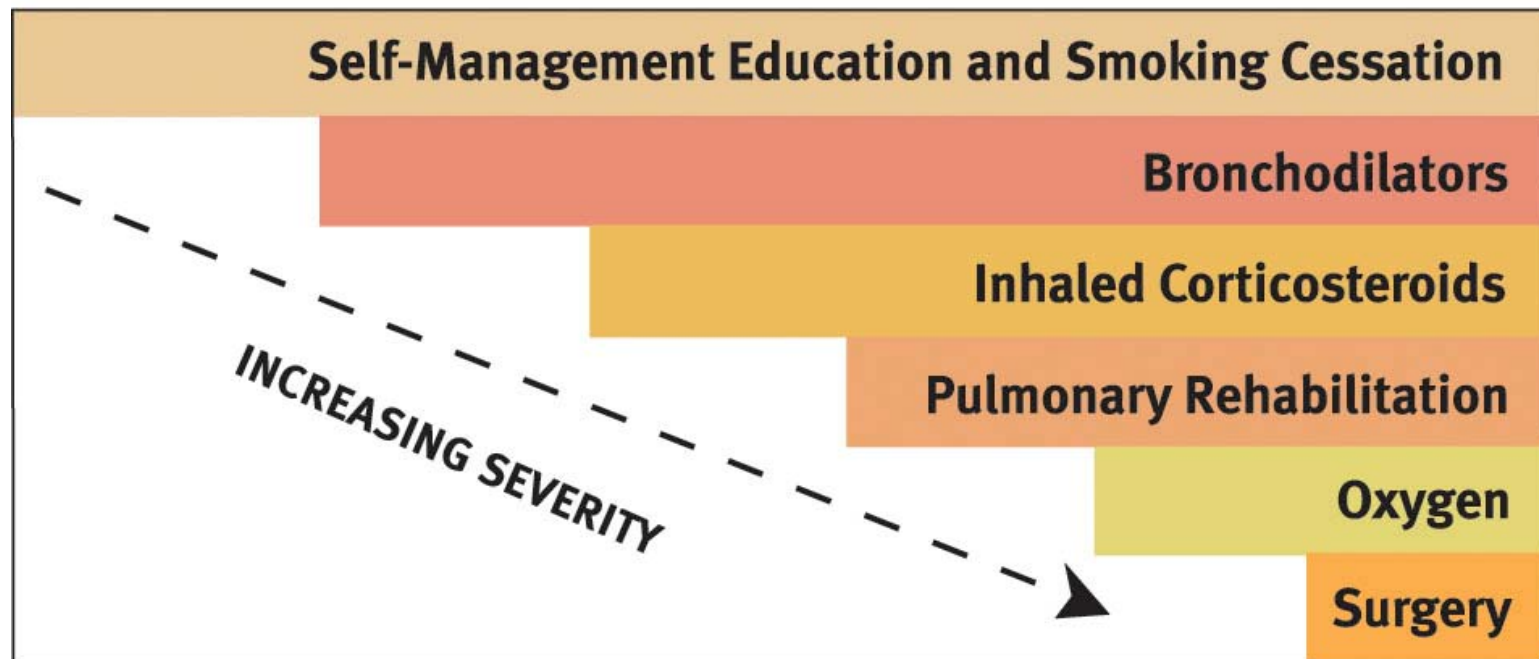 Self-Management Education and Smoking Cessation
Bronchodilators
Inhaled Corticosteroids
Pulmonary Rehabilitation
Oxygen
Surgery
INCREASING SEVERITY